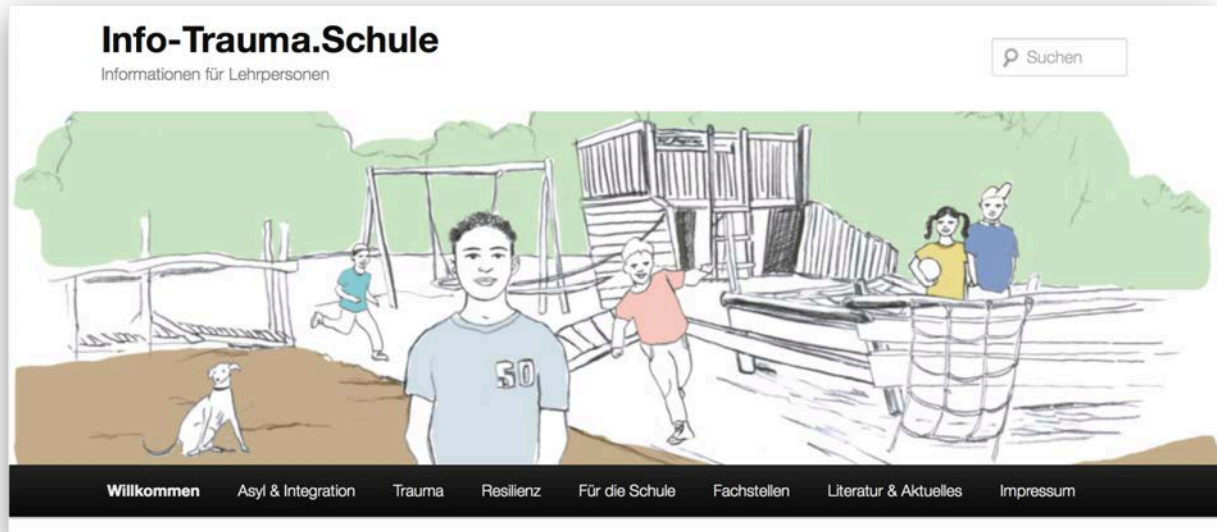 Info-Trauma.Schule
Informationen für Lehrpersonen
Suchen
50
Willkommen Asyl & Integration Trauma Resilienz Für die Schule Fachstellen Literatur & Aktuelles Impressum